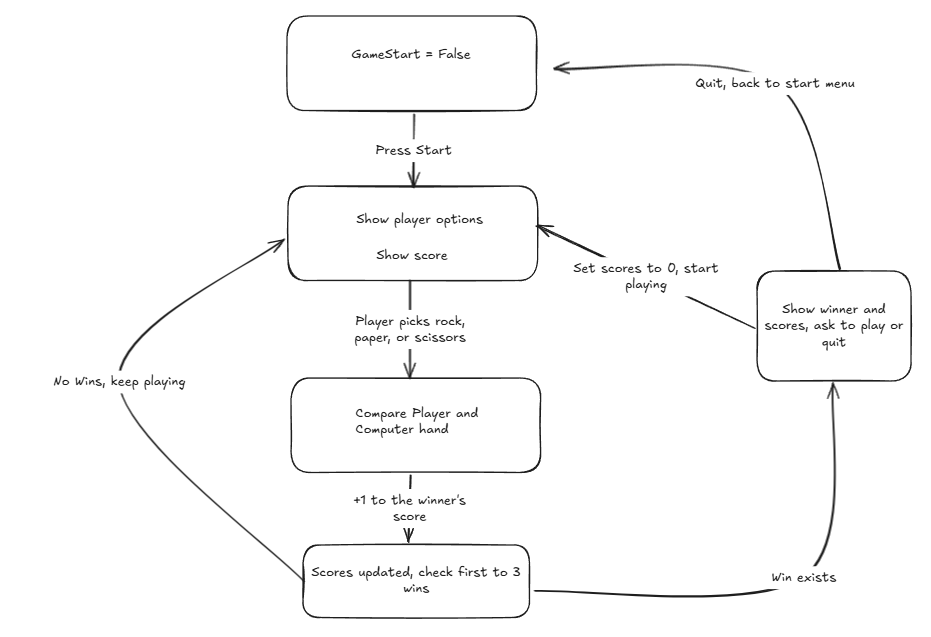 GameStart = False
Quit, back to start menu
Press Start
Show player options
Show score
Set scores to 0, start
playing
Show winner and
scores, ask to play or
quit
Player picks rock,
paper, or scissors
No Wins, keep playing
Compare Player and
Computer hand
+1 to the winner's
score
Scores updated, check first to 3
wins
Win exists